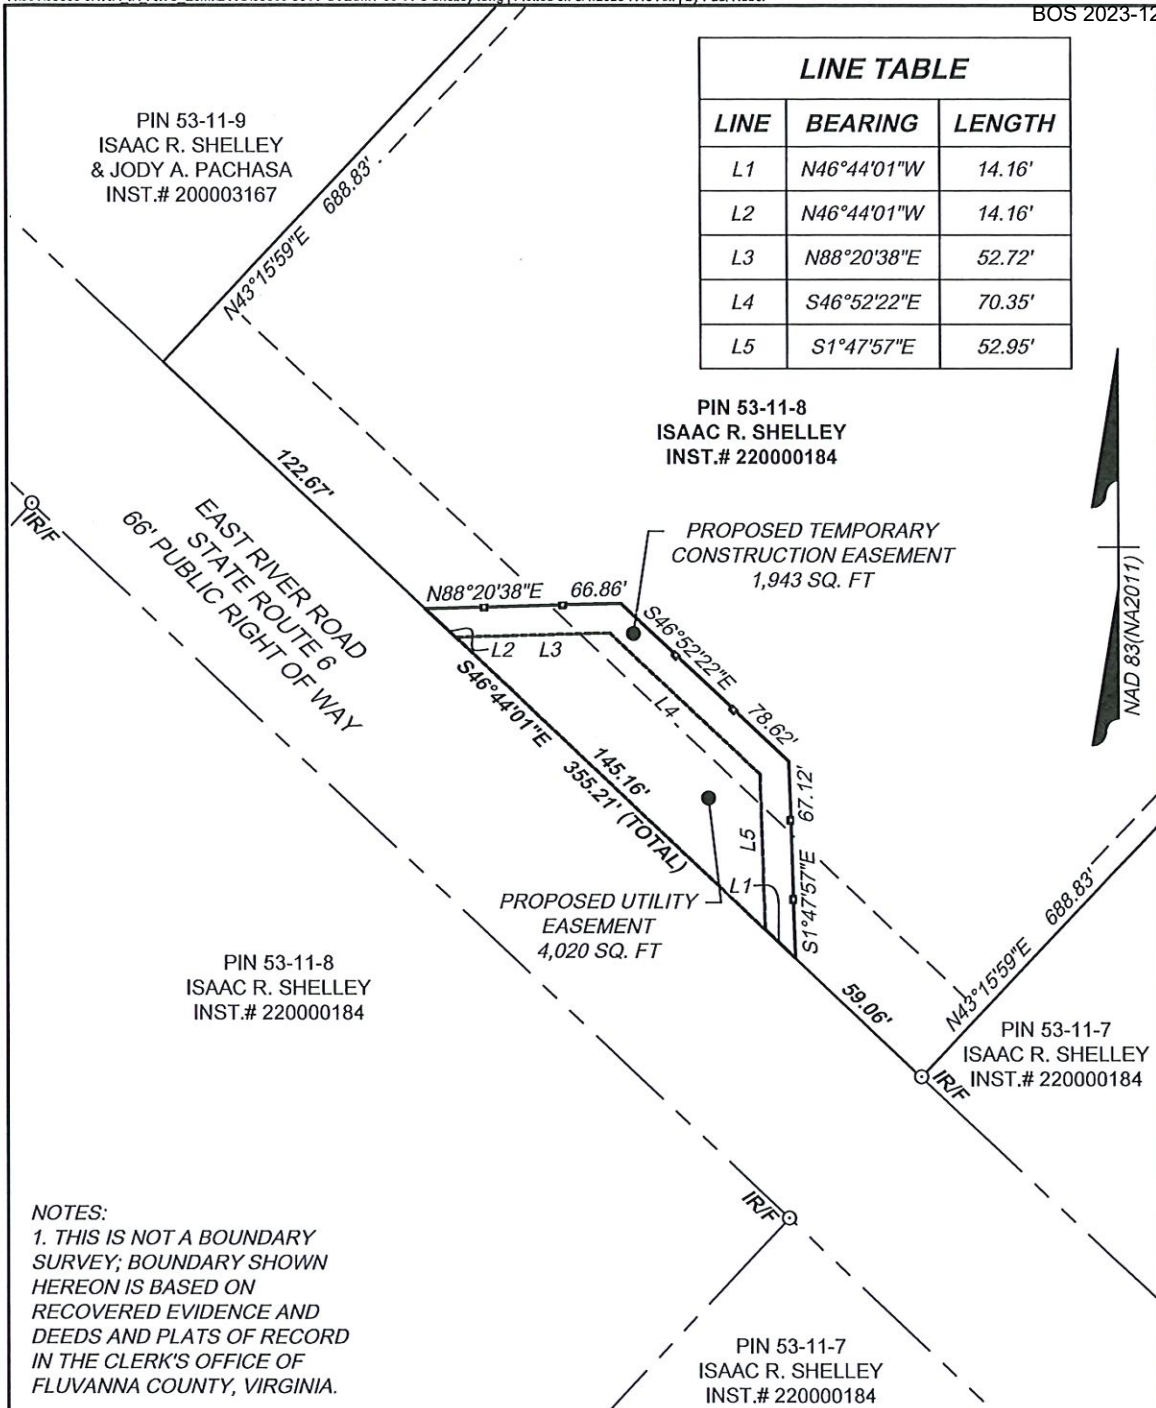 BOS 2023-12
LINE TABLE
LINE BEARING LENGTH
L1 N46°44'01"W 14.16'
L2 N46°44'01"W 14.16'
L3 N88°20'38"E 52.72'
L4 S46°52'22"E 70.35'
L5 S1°47'57"E 52.95'
PIN 53-11-9
ISAAC R. SHELLEY
& JODY A. PACHASA
INST.# 200003167
N43°15'59"E 688.83'
PIN 53-11-8
ISAAC R. SHELLEY
INST.# 220000184
122.67'
IR/F
EAST RIVER ROAD
STATE ROUTE 6
66' PUBLIC RIGHT OF WAY
PROPOSED TEMPORARY
CONSTRUCTION EASEMENT
1,943 SQ. FT
NAD 83(NA2011)
N88°20'38"E 66.86'
S46°52'22"E 78.62'
L2
L3
L4
S46°44'01"E 145.16'
355.21' (TOTAL)
L5
L1
S1°47'57"E 67.12'
PROPOSED UTILITY
EASEMENT
4,020 SQ. FT
PIN 53-11-8
ISAAC R. SHELLEY
INST.# 220000184
59.06'
N43°15'59"E 688.83'
IR/F
PIN 53-11-7
ISAAC R. SHELLEY
INST.# 220000184
IR/F
NOTES:
1. THIS IS NOT A BOUNDARY
SURVEY; BOUNDARY SHOWN
HEREON IS BASED ON
RECOVERED EVIDENCE AND
DEEDS AND PLATS OF RECORD
IN THE CLERK'S OFFICE OF
FLUVANNA COUNTY, VIRGINIA.
PIN 53-11-7
ISAAC R. SHELLEY
INST.# 220000184